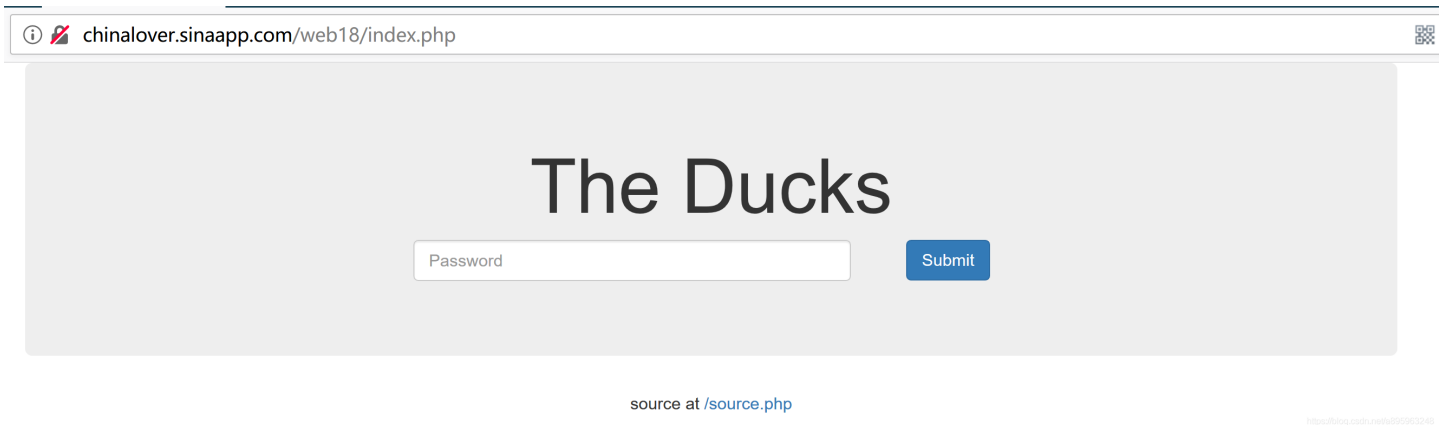 chinalover.sinaapp.com/web18/index.php
The Ducks
Password
Submit
source at /source.php